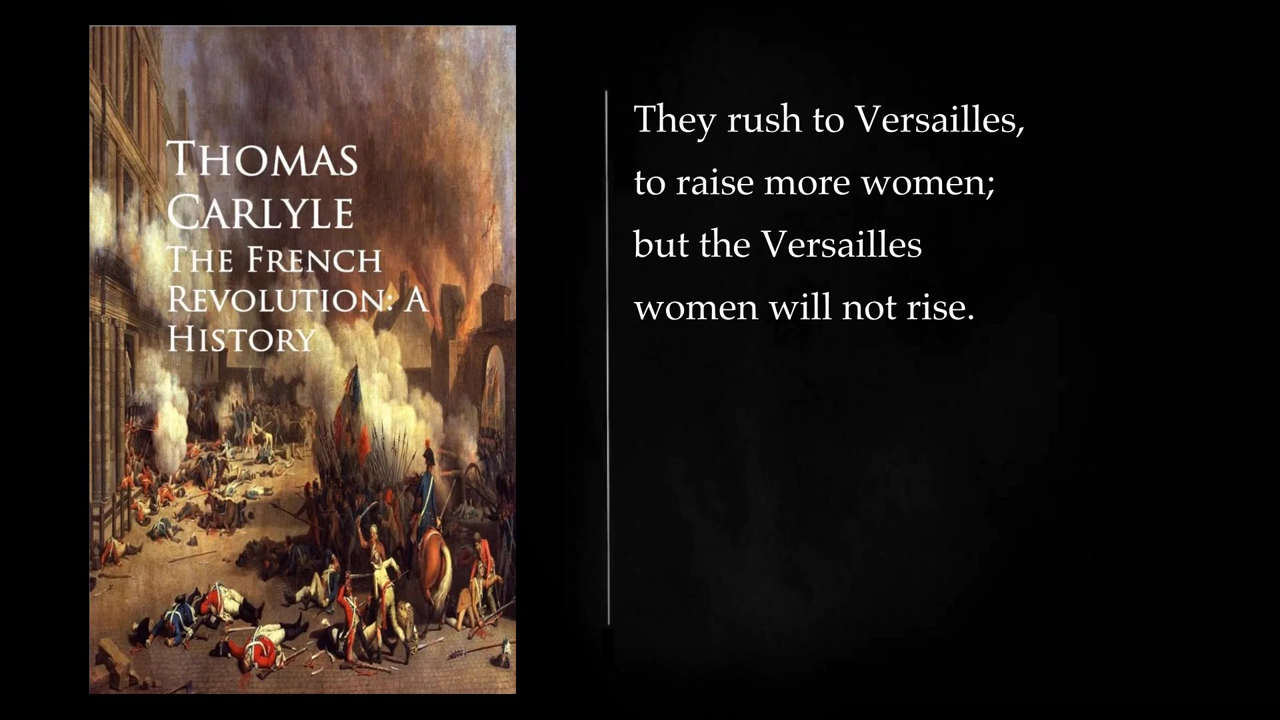 THOMAS
CARLYLE
THE FRENCH
REVOLUTION: A
HISTORY
They rush to Versailles,
to raise more women;
but the Versailles
women will not rise.